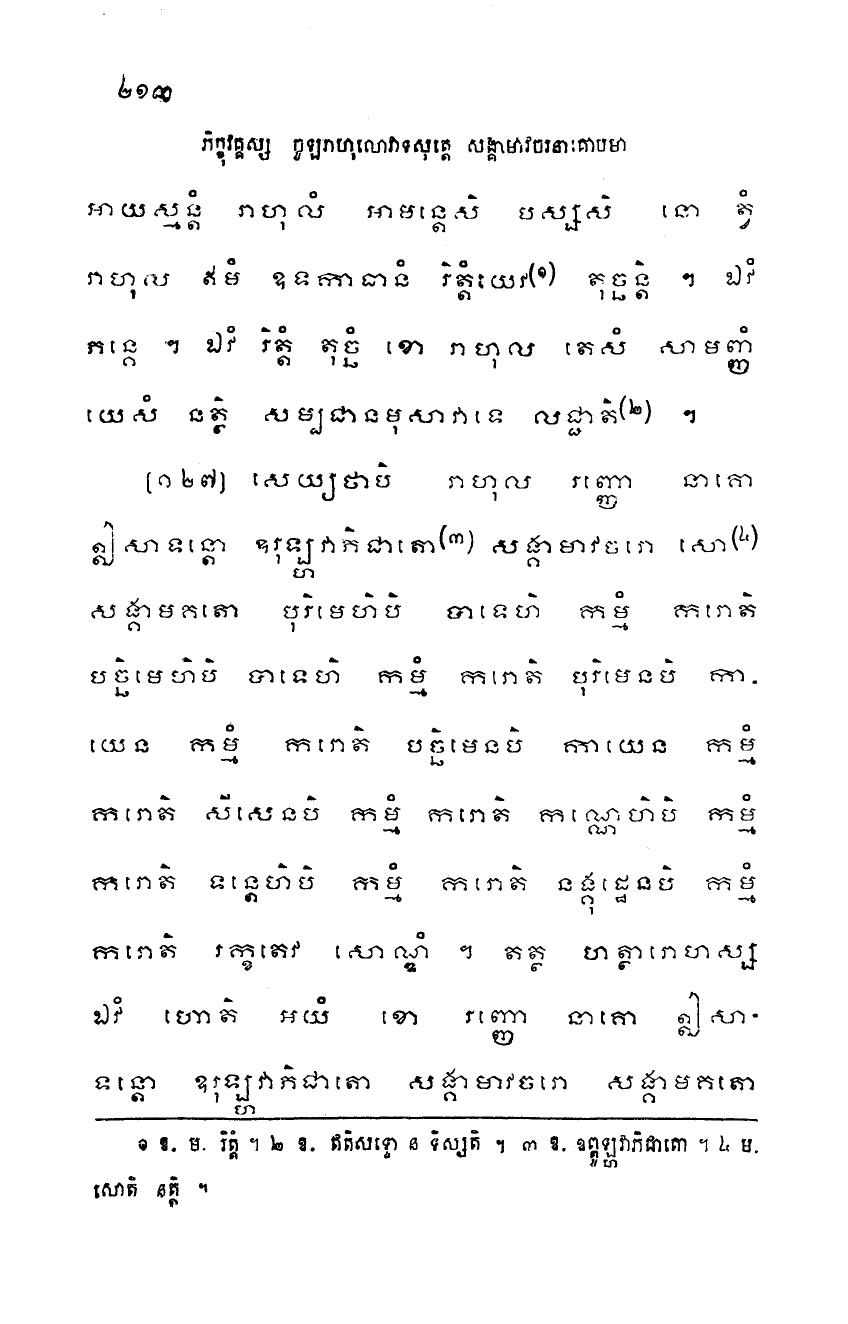 ២១៣
ភិក្ខុវគ្គស្ស ចូឡរាហុលោវាទសុត្តេ សង្គាមាវចរនាគោបមា
អាយស្មន្តំ រាហុលំ អាមន្តេសិ បស្សសិ នោ ត្វំ
រាហុល ឥមំ ឧទកាធានំ រិត្តំយេវ(១) តុច្ឆន្តិ ។ ឯវំ
ភន្តេ ។ ឯវំ រិត្តំ តុច្ឆំ ខោ រាហុល តេសំ សាមញ្ញំ
យេសំ នត្ថិ សម្បជានមុសាវាទេ លជ្ជាតិ(២) ។
[១២៧] សេយ្យថាបិ រាហុល រញ្ញោ នាគោ
ឦសាទន្តោ ឧរុឡ្ហវាភិជាតោ(៣) សង្គាមាវចរោ សោ(៤)
សង្គាមគតោ បុរិមេហិបិ បាទេហិ កម្មំ ករោតិ
បច្ឆិមេហិបិ បាទេហិ កម្មំ ករោតិ បុរិមេនបិ កា-
យេន កម្មំ ករោតិ បច្ឆិមេនបិ កាយេន កម្មំ
ករោតិ សីសេនបិ កម្មំ ករោតិ កណ្ណេហិបិ កម្មំ
ករោតិ ទន្តេហិបិ កម្មំ ករោតិ នង្គុដ្ឋេនបិ កម្មំ
ករោតិ រក្ខតេវ សោណ្ឌំ ។ តត្ថ ហត្ថារោហស្ស
ឯវំ ហោតិ អយំ ខោ រញ្ញោ នាគោ ឦសា-
ទន្តោ ឧរុឡ្ហវាភិជាតោ សង្គាមាវចរោ សង្គាមគតោ
១ ឱ. ម. រិត្តំ ។ ២ ឱ. ឥតិសទ្ទោ ន ទិស្សតិ ។ ៣ ឱ. ឧព្ពូឡ្ហវាភិជាតោ ។ ៤ ម.
សោតិ នត្ថិ ។